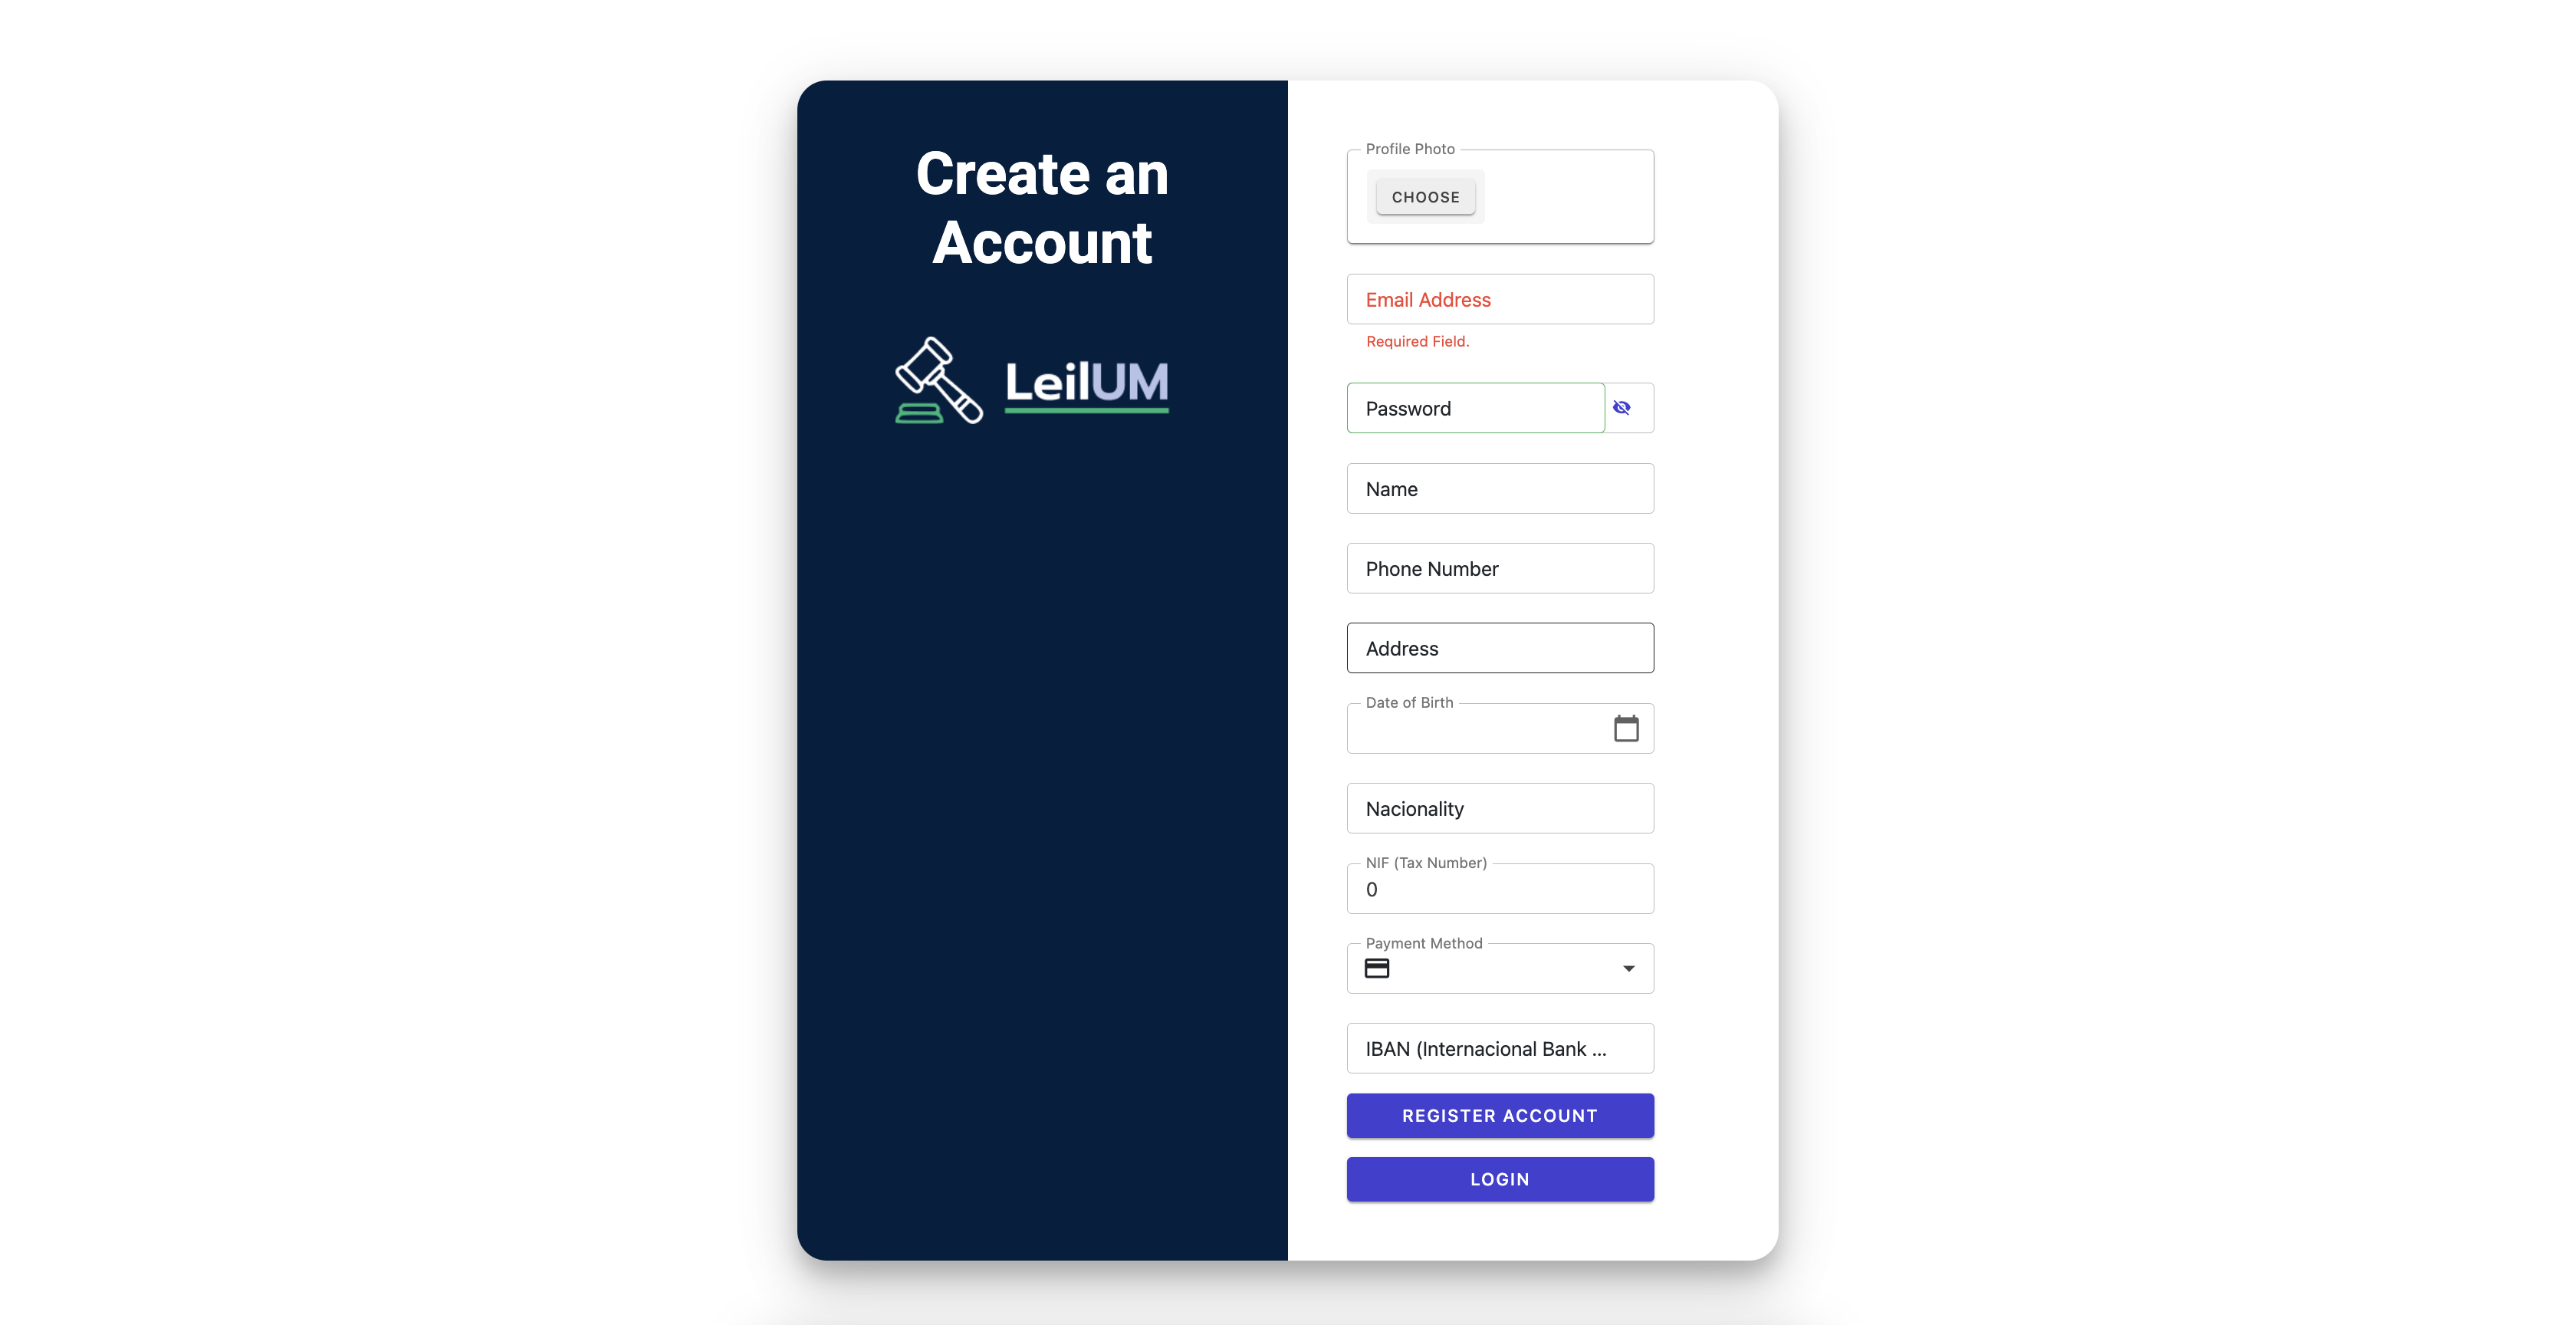 Create an
Account
LeilUM
Profile Photo
CHOOSE
Email Address
Required Field.
Password
Name
Phone Number
Address
Date of Birth
Nacionality
NIF (Tax Number)
0
Payment Method
IBAN (Internacional Bank ...
REGISTER ACCOUNT
LOGIN